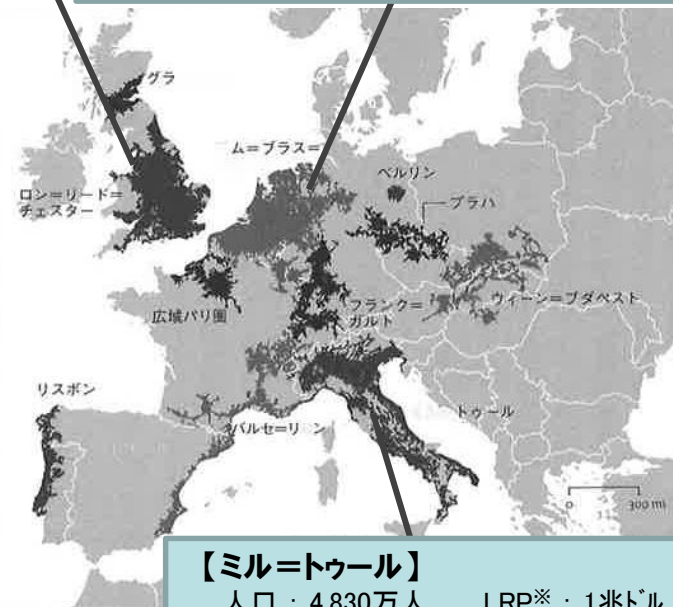 グラ
ム=ブラス=
ベルリン
プラハ
ロン=リード=
チェスター
広域パリ圏
フランク=
ガルト
ウィーン=ブダペスト
リスボン
バルセ=リヨン
トゥール
0 300 mi
【ミル=トゥール】
人口 : 4,830万人 LRP※ : 1兆ドル